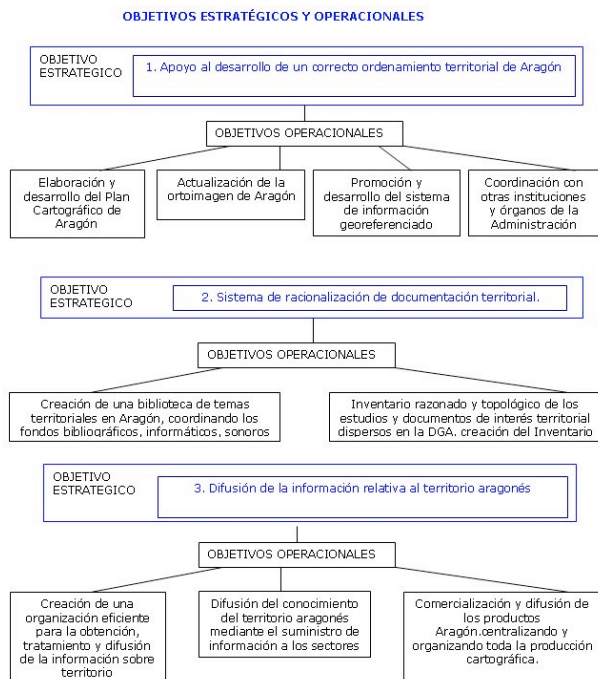 OBJETIVOS ESTRATÉGICOS Y OPERACIONALES
OBJETIVO
ESTRATEGICO
1. Apoyo al desarrollo de un correcto ordenamiento territorial de Aragón
OBJETIVOS OPERACIONALES
Elaboración y
desarrollo del Plan
Cartográfico de
Aragón
Actualización de la
ortoimagen de Aragón
Promoción y
desarrollo del sistema
de información
georeferenciado
Coordinación con
otras instituciones
y órganos de la
Administración
OBJETIVO
ESTRATEGICO
2. Sistema de racionalización de documentación territorial.
OBJETIVOS OPERACIONALES
Creación de una biblioteca de temas
territoriales en Aragón, coordinando los
fondos bibliográficos, informáticos, sonoros
Inventario razonado y topológico de los
estudios y documentos de interés territorial
dispersos en la DGA. creación del Inventario
OBJETIVO
ESTRATEGICO
3. Difusión de la información relativa al territorio aragonés
OBJETIVOS OPERACIONALES
Creación de una
organización eficiente
para la obtención,
tratamiento y difusión
de la información sobre
territorio
Difusión del conocimiento
del territorio aragonés
mediante el suministro de
información a los sectores
Comercialización y difusión de
los productos
Aragón.centralizando y
organizando toda la producción
cartográfica.